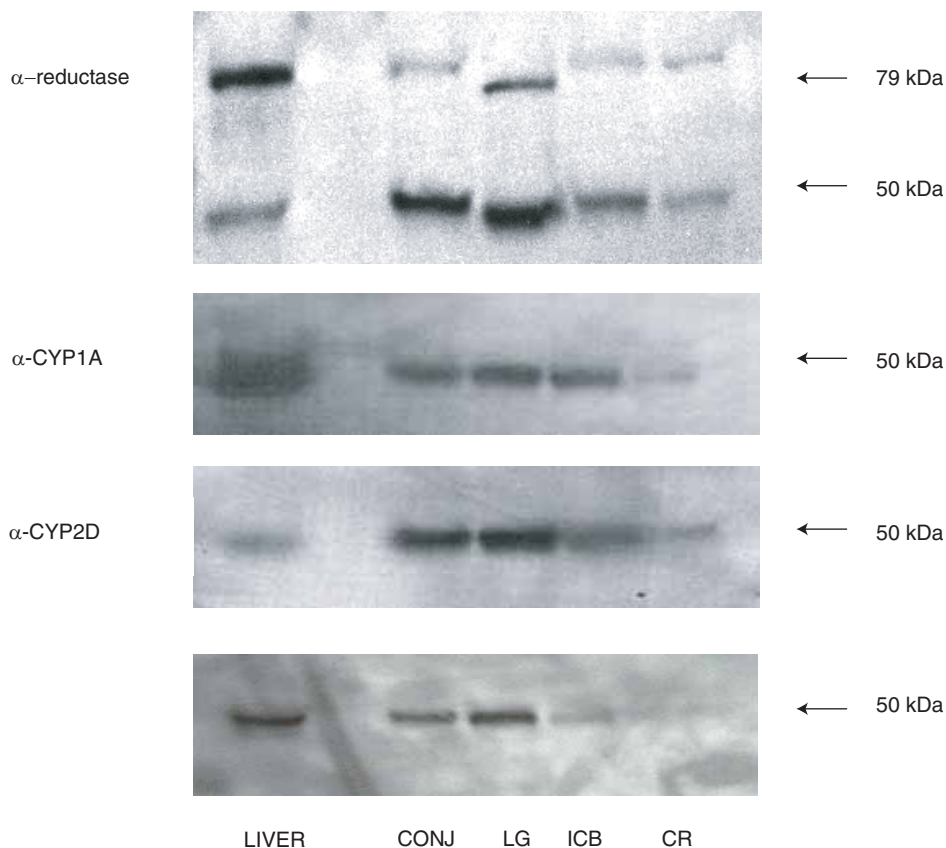 α–reductase
79 kDa
50 kDa
α-CYP1A
50 kDa
α-CYP2D
50 kDa
50 kDa
LIVER CONJ LG ICB CR